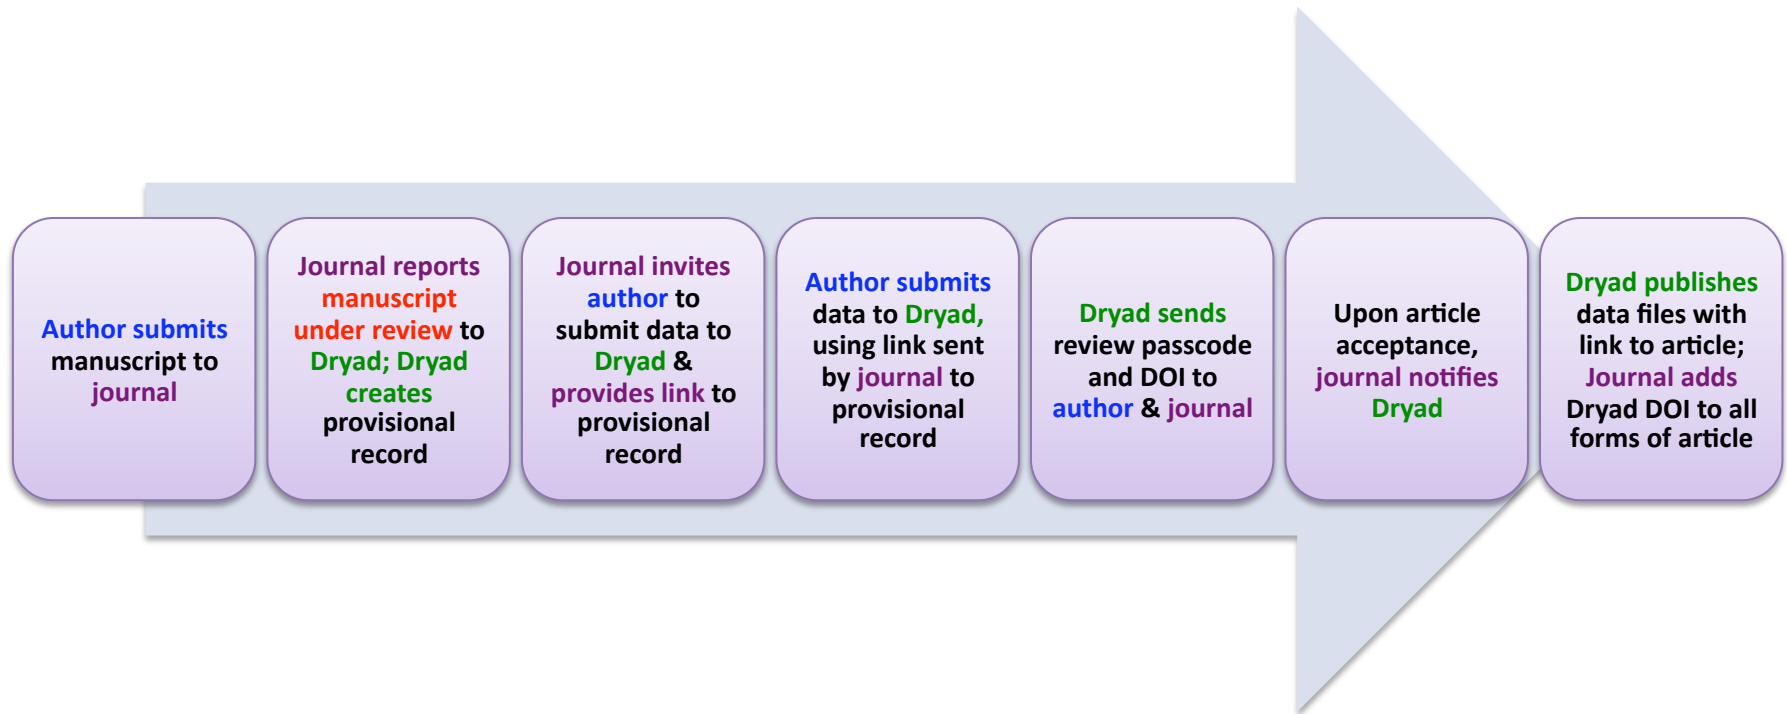 Author submits
manuscript to
journal
Journal reports
manuscript
under review to
Dryad; Dryad
creates
provisional
record
Journal invites
author to
submit data to
Dryad &
provides link to
provisional
record
Author submits
data to Dryad,
using link sent
by journal to
provisional
record
Dryad sends
review passcode
and DOI to
author & journal
Upon article
acceptance,
journal notifies
Dryad
Dryad publishes
data files with
link to article;
Journal adds
Dryad DOI to all
forms of article